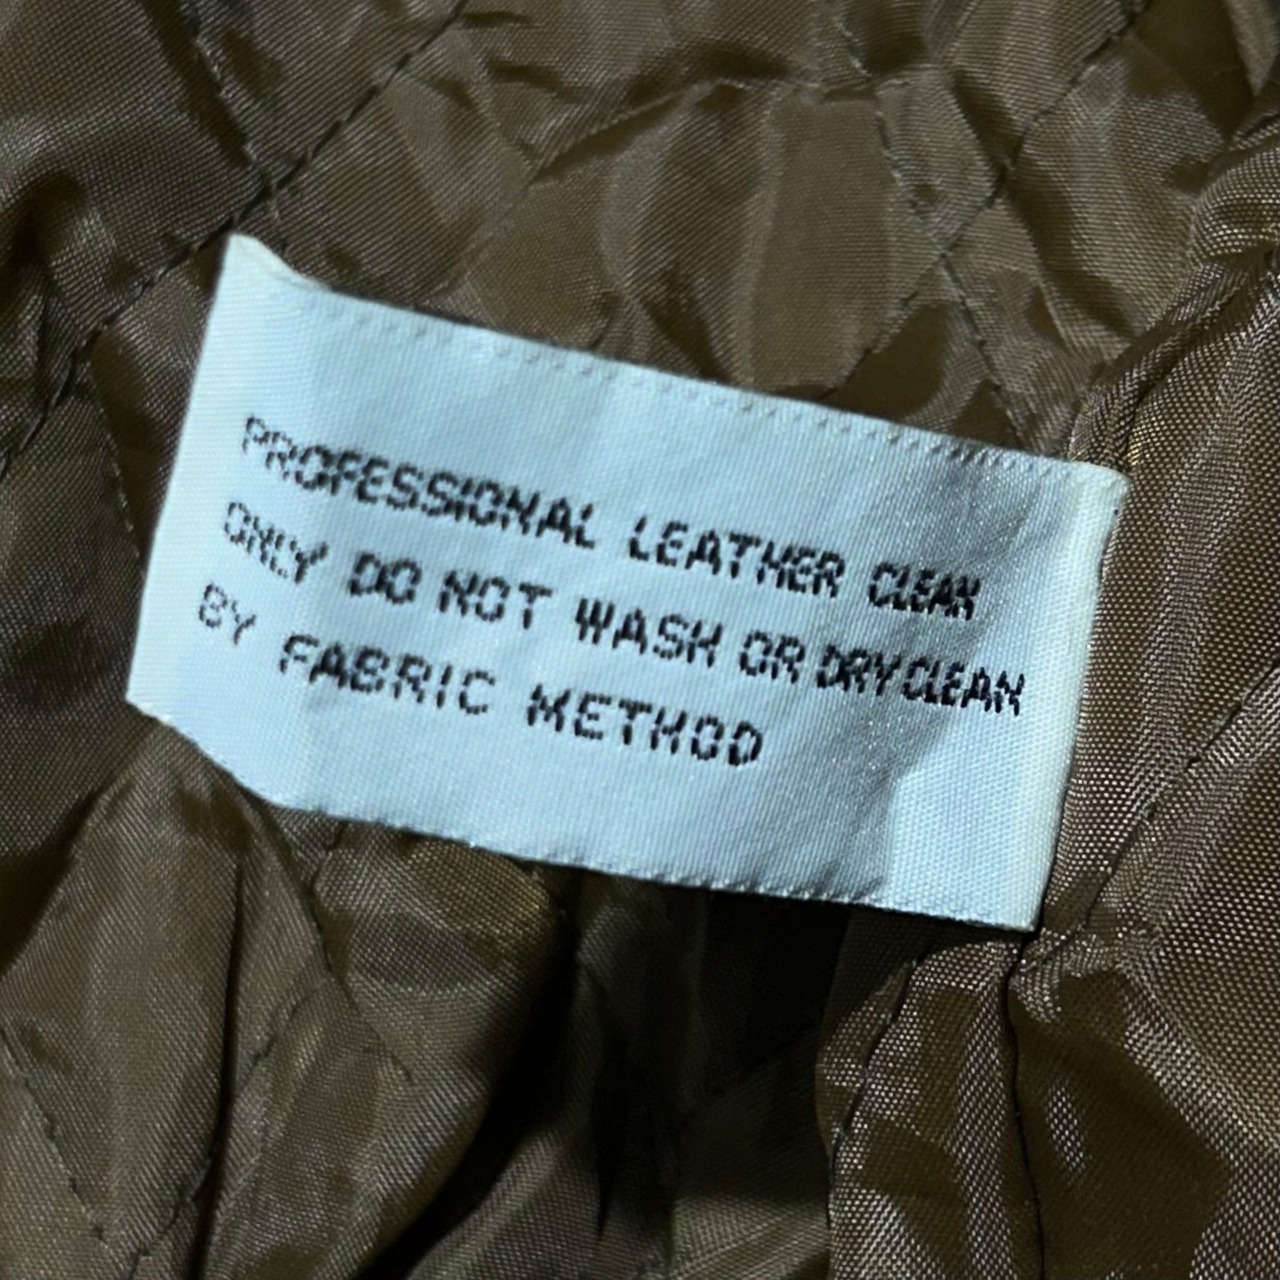 PROFESSIONAL LEATHER CLEAN
ONLY DO NOT WASH OR DRY CLEAN
BY FABRIC METHOD